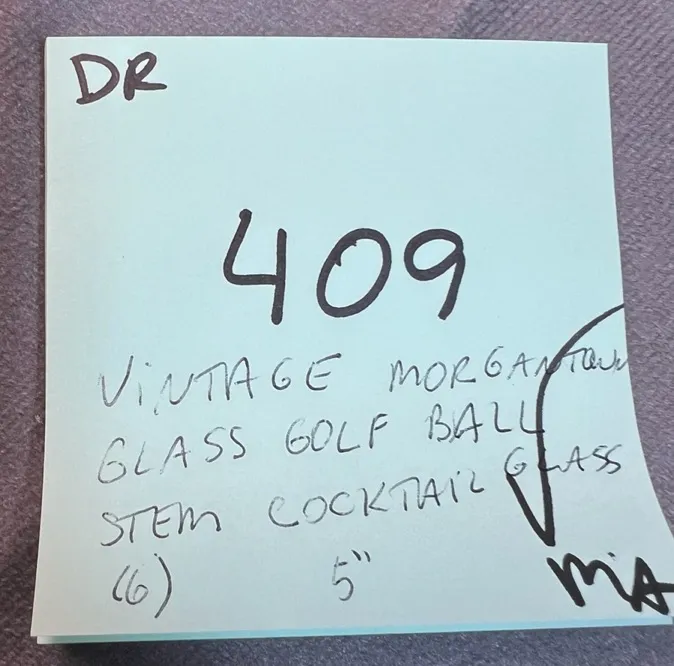 DR
409
VINTAGE MORGANTOWN
GLASS GOLF BALL
STEM COCKTAIL GLASS
(6) 5"
MiA